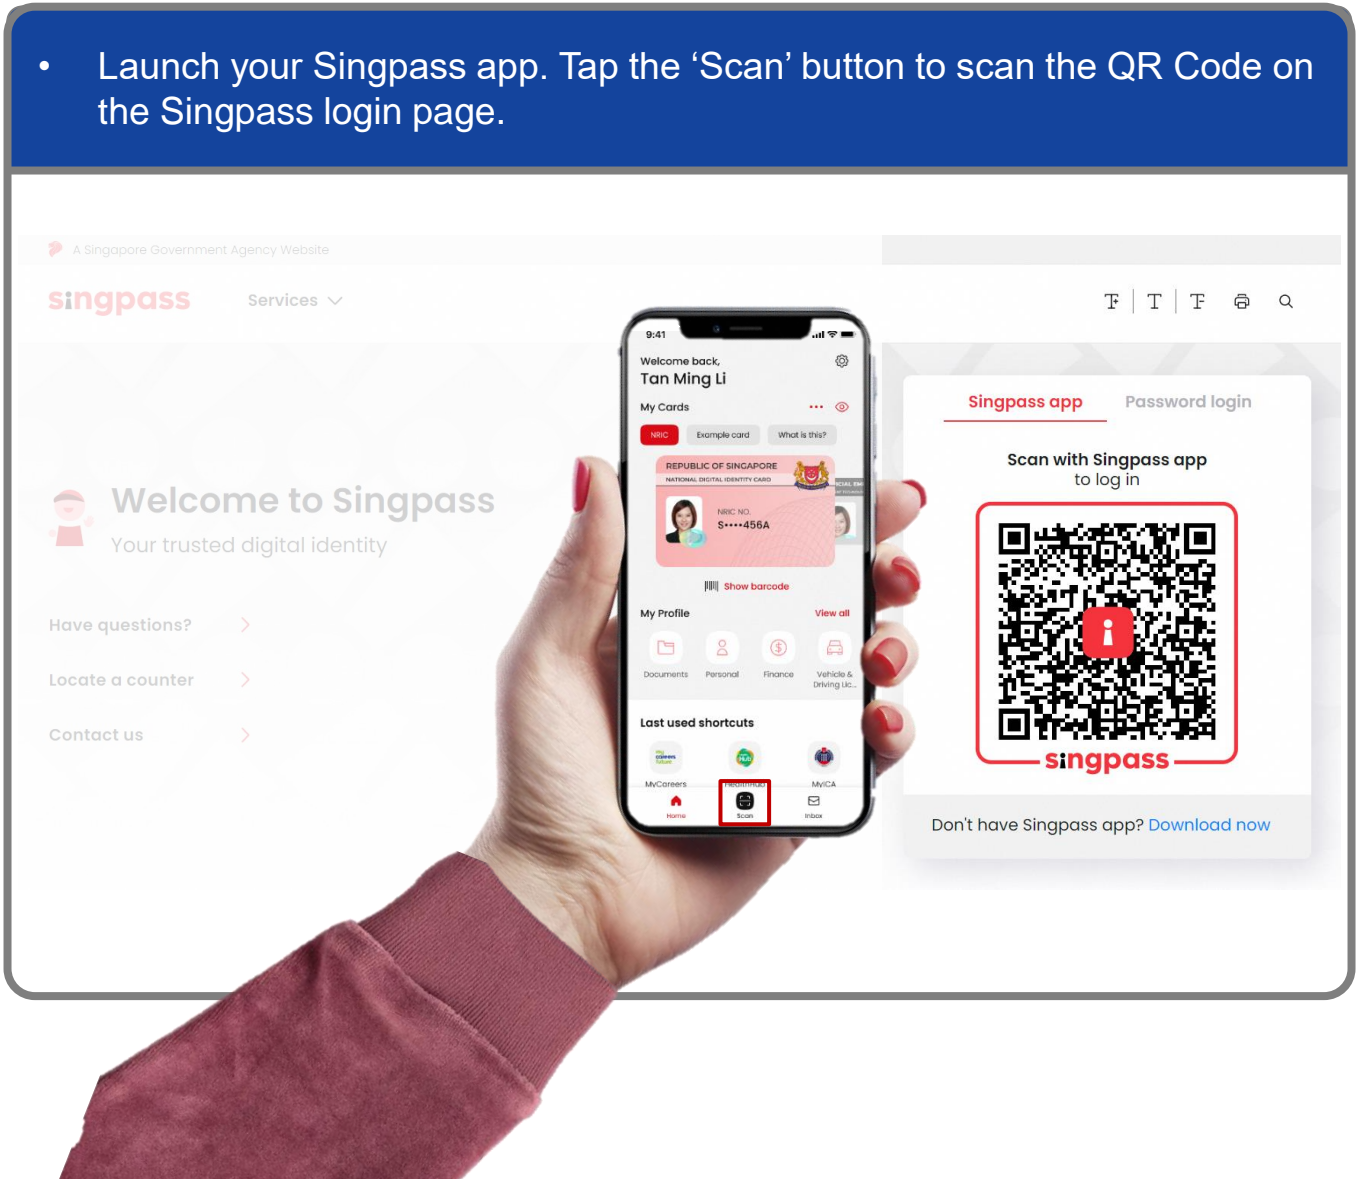 • Launch your Singpass app. Tap the ‘Scan’ button to scan the QR Code on
the Singpass login page.
A Singapore Government Agency Website
singpass
Services
T+ | T | T-
Welcome to Singpass
Your trusted digital identity
Have questions?
Locate a counter
Contact us
9:41
Welcome back,
Tan Ming Li
My Cards
NRIC
Example card
What is this?
REPUBLIC OF SINGAPORE
NATIONAL DIGITAL IDENTITY CARD
NRIC NO.
S••••456A
Show barcode
My Profile
View all
Documents
Personal
Finance
Vehicle &
Driving Lic...
Last used shortcuts
my
careers
future
Hub
MyCareers
HealthHub
MyICA
Home
Scan
Inbox
Singpass app
Password login
Scan with Singpass app
to log in
singpass
Don't have Singpass app? Download now